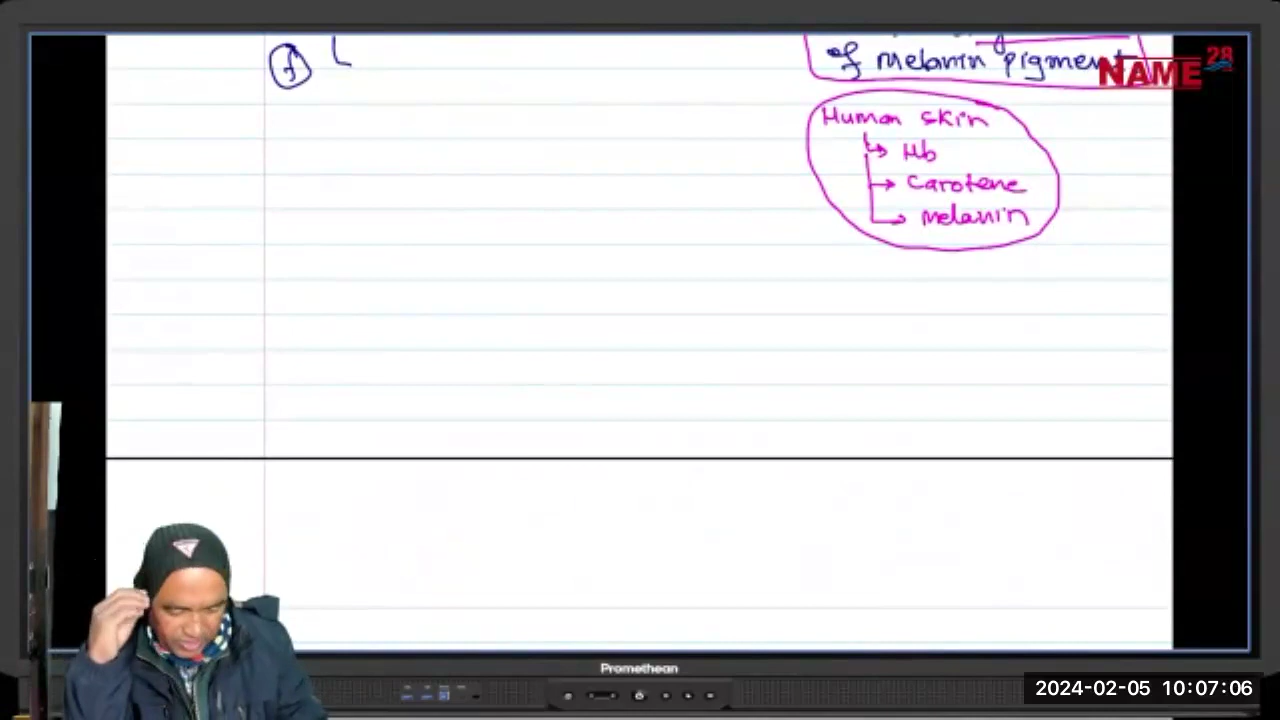 of melanin pigment
NAME 28
(f)
Human skin
Hb
Carotene
melanin
Promethean
2024-02-05 10:07:06